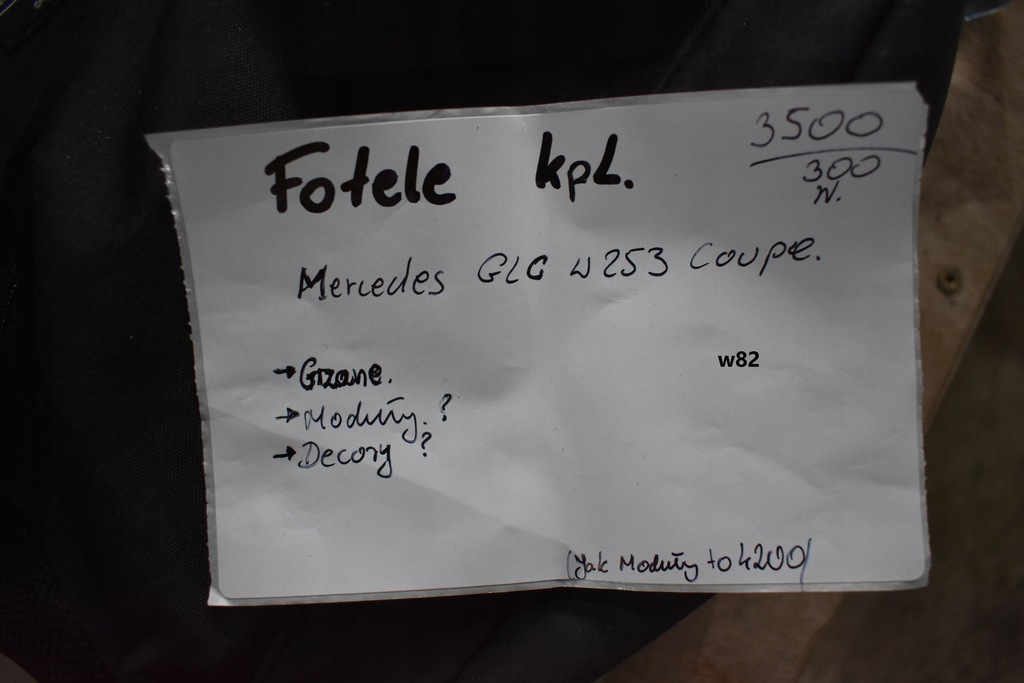 3500
Fotele kpl.
300
N.
Mercedes GLC W253 Coupe.
w82
→ Grzane.
→ Moduły. ?
→ Decory ?
(Jak Moduły to 4200)